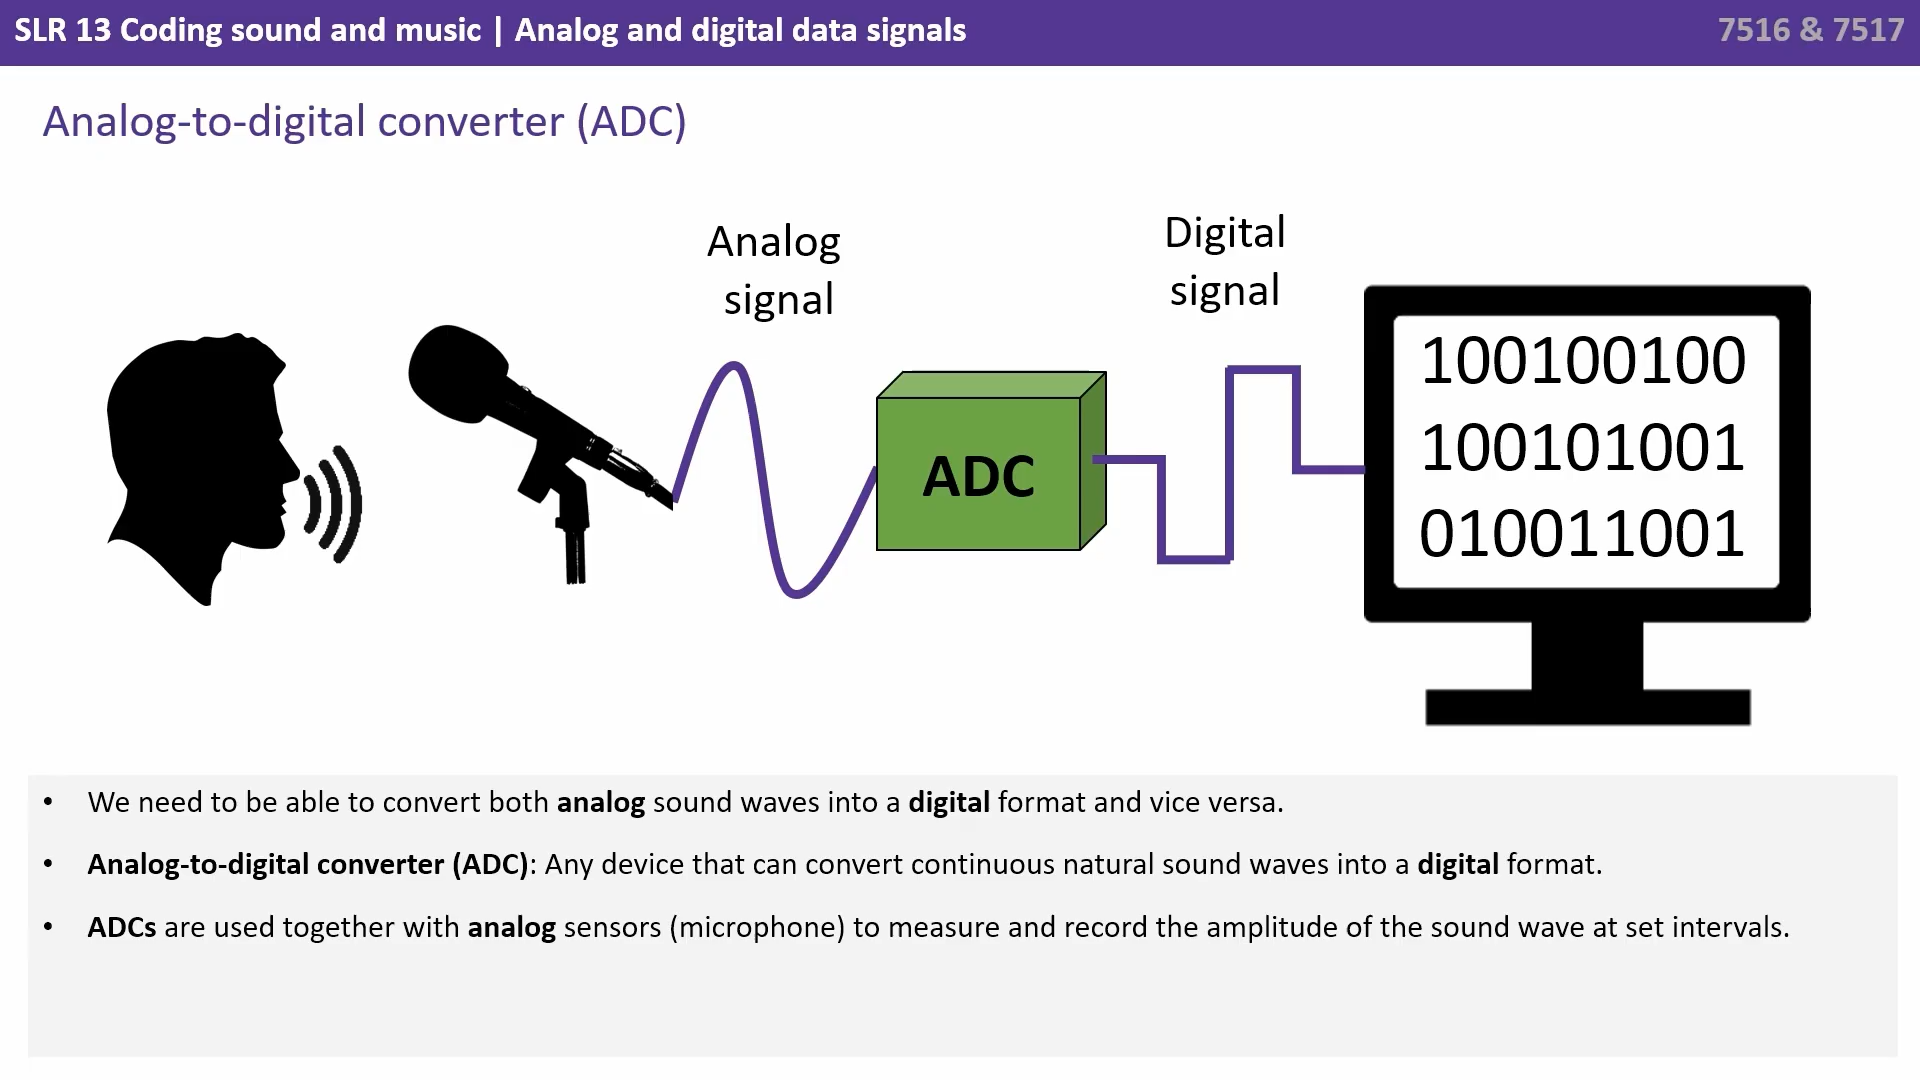 SLR 13 Coding sound and music | Analog and digital data signals
7516 & 7517
Analog-to-digital converter (ADC)
Analog
signal
Digital
signal
ADC
100100100
100101001
010011001
• We need to be able to convert both analog sound waves into a digital format and vice versa.
• Analog-to-digital converter (ADC): Any device that can convert continuous natural sound waves into a digital format.
• ADCs are used together with analog sensors (microphone) to measure and record the amplitude of the sound wave at set intervals.